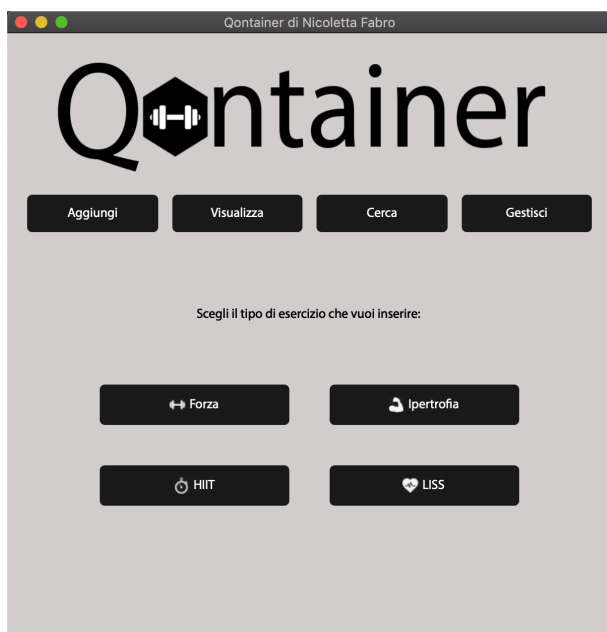 Qontainer di Nicoletta Fabro
Qontainer
Aggiungi Visualizza Cerca Gestisci
Scegli il tipo di esercizio che vuoi inserire:
Forza Ipertrofia
HIIT LISS